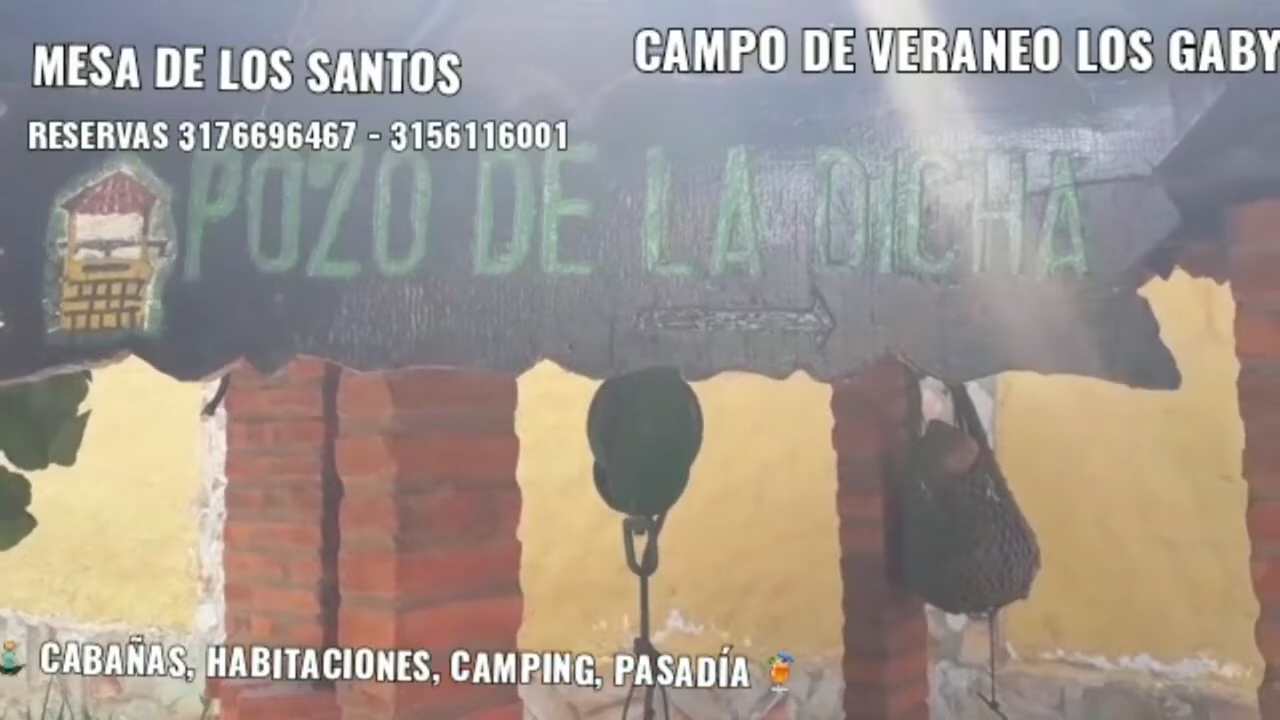 MESA DE LOS SANTOS
CAMPO DE VERANEO LOS GABY
RESERVAS 3176696467 - 3156116001
POZO DE LA DICHA
CABAÑAS, HABITACIONES, CAMPING, PASADÍA